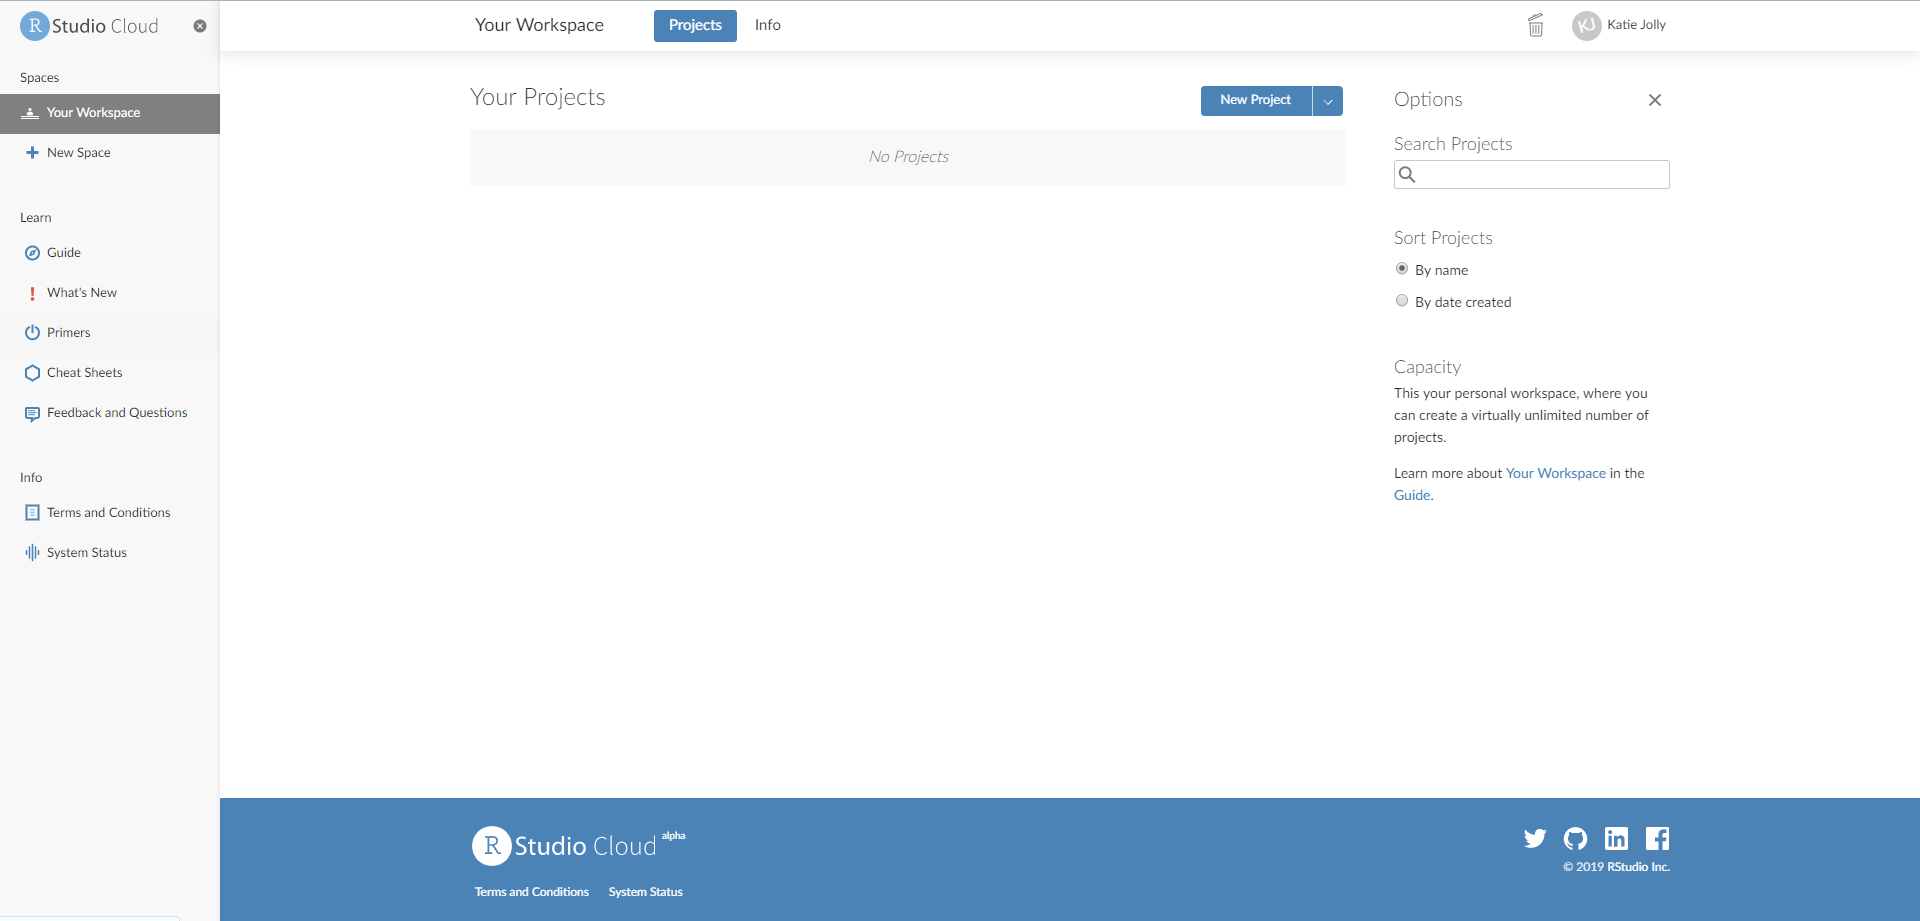 R Studio Cloud
Spaces
Your Workspace
New Space
Learn
Guide
What's New
Primers
Cheat Sheets
Feedback and Questions
Info
Terms and Conditions
System Status
Your Workspace
Projects
Info
KJ
Katie Jolly
Your Projects
New Project
No Projects
Options
Search Projects
Sort Projects
By name
By date created
Capacity
This your personal workspace, where you
can create a virtually unlimited number of
projects.
Learn more about Your Workspace in the
Guide.
R Studio Cloud alpha
Terms and Conditions
System Status
© 2019 RStudio Inc.